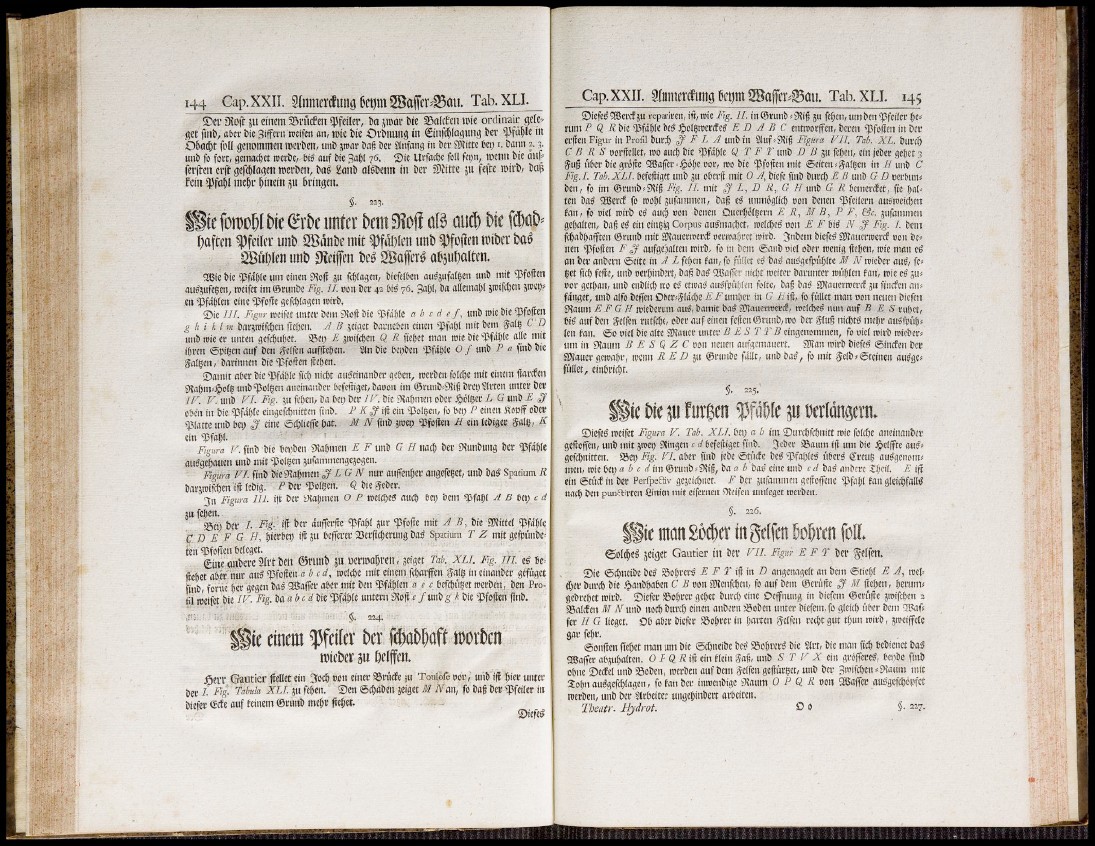 144 Cap. XXII. Anmerckung beym Wasser-Bau. Tab. XLI.
Der Rost zu einem Brücken Pfeiler, da zwar die Balcken wie ordinair gele-
get sind, aber die Ziffern weisen an, wie die Ordnung in Einschlagung der Pfähle in
Obacht soll genommen werden, und zwar daß der Anfang in der Mitte bey 1. dann 2. 3.
und so fort, gemachet werde, bis auf die Zahl 76. Die Ursache soll seyn, wenn die äus-
sersten erst geschlagen werden, das Land alsdenn in der Mitte zu feste wird, daß
kein Pfahl mehr hinein zu bringen.
§. 223.
Wie sowohl die Erde unter dem Rost als auch die schad-
haften Pfeiler und Wände mit Pfählen und Pfosten wider das
Wühlen und Reissen des Wassers abzuhalten.
Wie die Pfähle um einen Rost zu schlagen, dieselben auszufaltzen und mit Pfosten
auszusetzen, weiset im Grunde Fig. II. von der 42 bis 76. Zahl, da allemahl zwischen zwey-
en Pfählen eine Pfoste geschlagen wird.
Die III. Figur weiset unter dem Rost die Pfähle a b c d e f, und wie die Pfosten
g h i k l m darzwischen stehen. A B zeiget darneben einen Pfahl mit dem Faltz C D
und wie er unten geschuhet. Bey E zwischen Q R siehet man wie die Pfähle alle mit
ihren Spitzen auf den Felsen aufstehen. An die beyden Pfähle O f und P a sind die
Faltzen, darinnen die Pfosten stehen.
Damit aber die Pfähle sich nicht auseinander geben, werden solche mit einem starcken
Rahm-Holtz und Poltzen aneinander befestiget, davon im Grund-Riß drey Arten unter der
IV. V. und VI. Fig. zu sehen, da bey der IV. die Rahmen oder Höltzer L G und E J
oben in die Pfähle eingeschnitten sind. P K J ist ein Poltzen, so bey P einen Kopff oder
Platte und bey J eine Schliesse hat. M N sind zwey Pfosten H ein lediger Faltz, K
ein Pfahl.
Figura V. sind die beyden Rahmen E F und G H nach der Rundung der Pfähle
ausgehauen und mit Poltzen zusammengezogen.
Figura VI. sind die Rahmen J L G N nur aussenher angesetzet, und das Spatium R
darzwischen ist ledig. P der Poltzen. Q die Feder.
In Figura III. ist der Rahmen O P welches auch bey dem Pfahl A B bey c d
zu sehen.
Bey der I. Fig. ist der äusserste Pfahl zur Pfoste mit A B, die Mittel Pfähle
C D E F G H, hierbey ist zu besserer Versicherung das Spatium T Z mit gespünde-
ten Pfosten beleget.
Eine andere Art den Grund zu verwahren, zeiget Tab. XLI. Fig. III. es be-
stehet aber nur aus Pfosten a b c d, welche mit einem scharffen Faltz in einander gefüget
sind, forne her gegen das Wasser aber mit den Pfählen a e c beschützet werden, den Pro-
fil weiset die IV. Fig. da a b c d die Pfähle untern Rost e f und g k die Pfosten sind.
§. 224.
Wie einem Pfeiler der schadhaft worden
wieder zu helffen.
Herr Gautier stellet ein Joch von einer Brücke zu Toulose vor, und ist hier unter
der I. Fig. Tabula XLI. zu sehen. Den Schaden zeiget M N an, so daß der Pfeiler in
dieser Ecke auf keinem Grund mehr stehet.
Dieses
Cap. XXII. Anmerckung beym Wasser-Bau. Tab. XLI. 145
Dieses Werck zu repariren, ist, wie Fig. II. in Grund-Riß zu sehen, um den Pfeiler he-
rum P Q R die Pfähle des Holtzwerckes E D A B C entworffen, deren Pfosten in der
ersten Figur in Profil durch J F L A und in Auf-Riß Figura VII, Tab. XL. durch
C B R S vorstellet, wo auch die Pfähle Q T F Y und D B zu sehen, ein jeder gehet 3
Fuß über die gröste Wasser-Höhe vor, wo die Pfosten mit Seiten-Faltzen in B und C
Fig. I. Tab. XLI. befestiget und zu oberst mit O A, diese sind durch E B und G D verbun-
den, so im Grund-Riß Fig. II. mit J L, D R, G H und G R bemercket, sie hal-
ten das Werck so wohl zusammen, daß es unmöglich von denen Pfeilern ausweichen
kan, so viel wird es auch von denen Querhöltzern E R, M B, P F, &c. zusammen
gehalten, daß es ein eintzig Corpus ausmachet, welches von E F bis N J Fig. I. dem
schadhafften Grund mit Mauerwerck verwahret wird. Indem dieses Mauerwerck von de-
nen Pfosten F J aufgehalten wird, so in dem Sand viel oder wenig stehen, wie man es
an der andern Seite in A L sehen kan, so füllet es das ausgespühlte M N wieder aus, se-
tzet sich feste, und verhindert, daß das Wasser nicht weiter darunter wühlen kan, wie es zu-
vor gethan, und endlich wo es etwas ausspühlen solte, daß das Mauerwerck zu sincken an-
fänget, und also dessen Ober-Fläche E F nunher in G H ist, so füllet man von neuen diesen
Raum E F G H wiederum aus, damit das Mauerwerck, welches nun auf B E S ruhet,
bis auf den Felsen rutsche, oder auf einen festen Grund, wo der Fluß nichts mehr ausspüh-
len kan. So viel die alte Mauer unter B E S T Y B eingenommen, so viel wird wieder-
um in Raum B E S Q Z C von neuen aufgemauert. Man wird dieses Sincken der
Mauer gewahr, wenn R E D zu Grunde fällt, und das, so mit Feld-Steinen ausge-
füllet, einbricht.
§. 225.
Wie die zu kurtzen Pfähle zu verlängern.
Dieses weiset Figura V. Tab. XLI. bey a b im Durchschnitt wie solche aneinander
gestossen, und mit zwey Ringen c d befestiget sind. Jeder Baum ist um die Helffte aus-
geschnitten. Bey Fig. VI. aber sind jede Stücke des Pfahles übers Creutz ausgenom-
men, wie bey a b c d im Grund-Riß, da a b das eine und c d das andere Theil. E ist
ein Stück in der Perspectiv gezeichnet. F der zusammen gestossene Pfahl kan gleichfalls
nach den punctirten Linien mit eisernen Reifen umleget werden.
§. 226.
Wie man Löcher in Felsen bohren soll.
Solches zeiget Gautier in der VII. Figur E F Y der Felsen.
Die Schneide des Bohrers E F Y ist in D angenagelt an dem Stiehl E A, wel-
cher durch die Handhaben C B von Menschen, so auf dem Gerüste J M stehen, herum-
gedrehet wird. Dieser Bohrer gehet durch eine Oeffnung in diesem Gerüste zwischen 2
Balcken M N und noch durch einen andern Boden unter diesem, so gleich über dem Was-
ser H G lieget. Ob aber dieser Bohrer in harten Felsen recht gut thun wird, zweiffele
gar sehr.
Sonsten siehet man um die Schneide des Bohrers die Art, die man sich bedienet das
Wasser abzuhalten. O P Q R ist ein klein Faß, und S T V X ein grösseres, beyde sind
ohne Deckel und Boden, werden auf dem Felsen gestürtzet, und der Zwischen-Raum mit
Tohn ausgeschlagen, so kan der inwendige Raum O P Q R von Wasser ausgeschöpfet
werden, und der Arbeiter ungehindert arbeiten.
Theatr. Hydrot. O o §. 227.